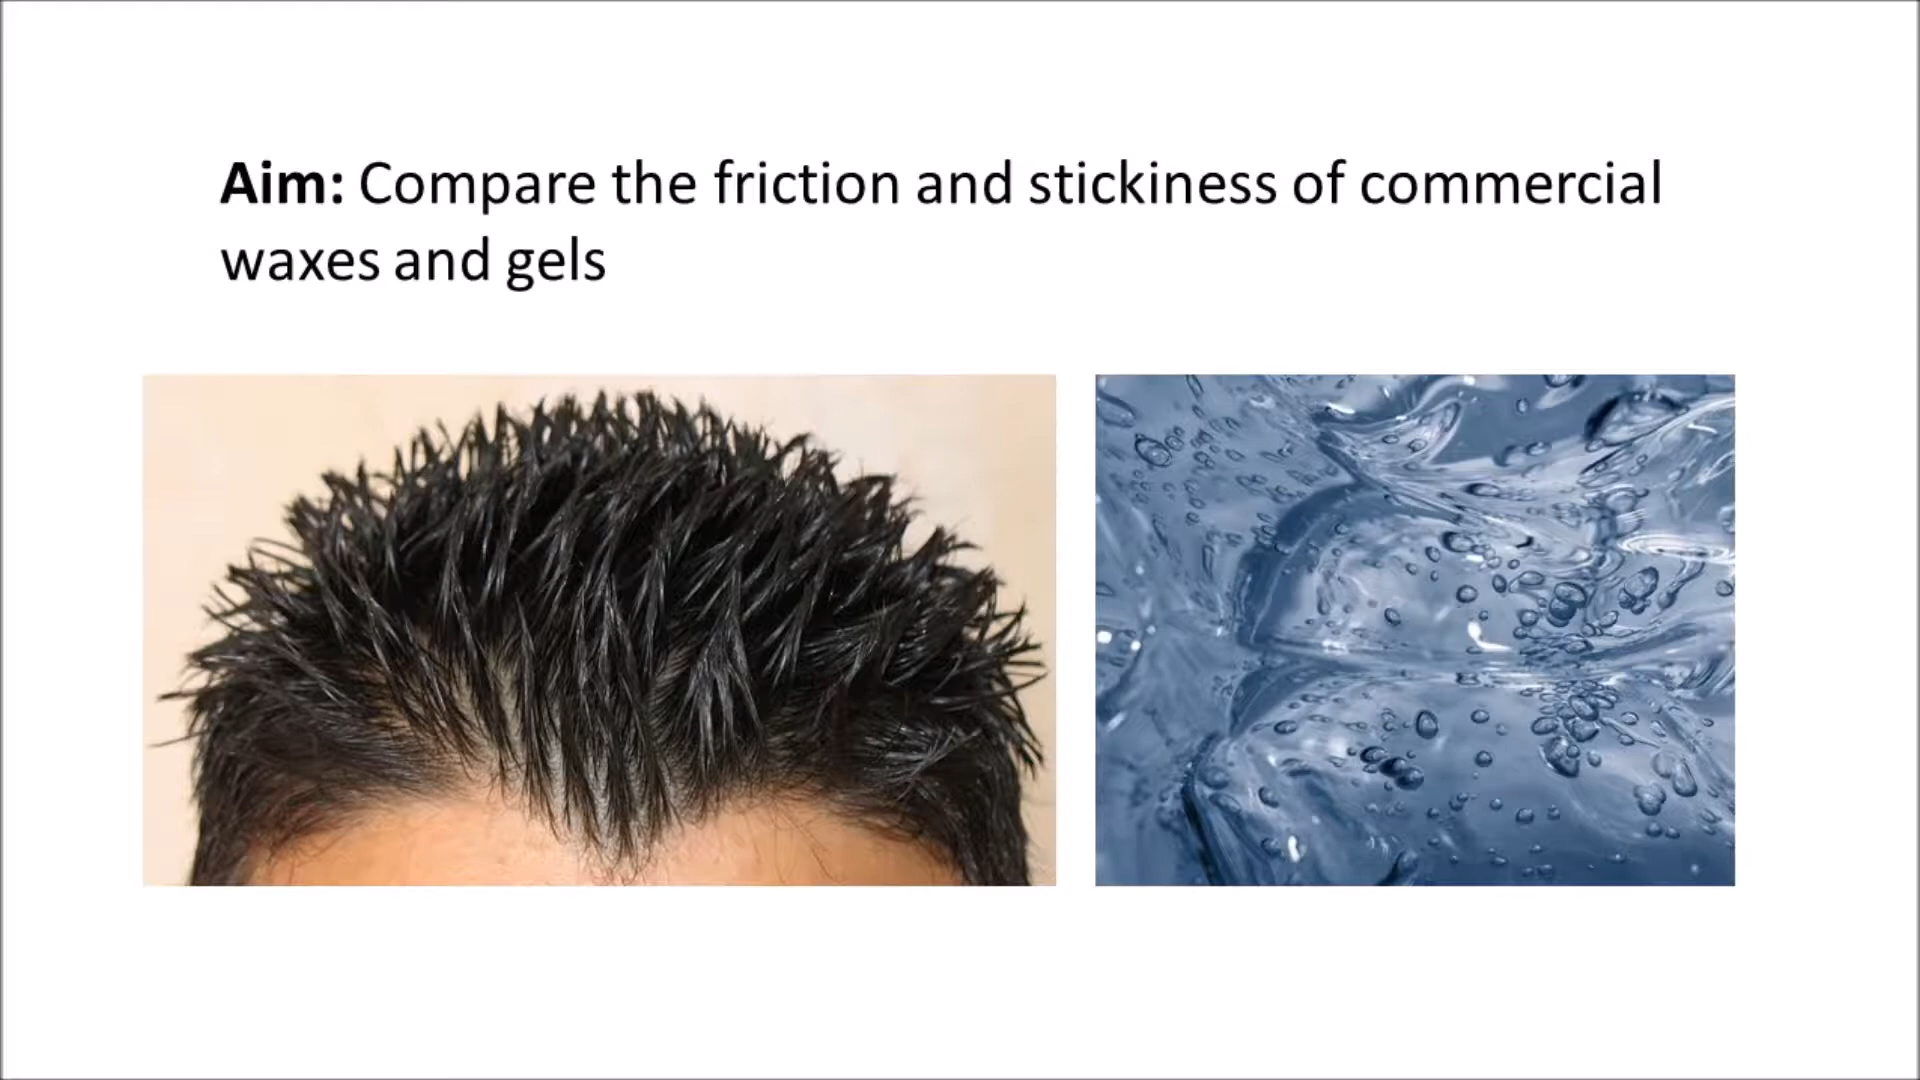 Aim: Compare the friction and stickiness of commercial
waxes and gels